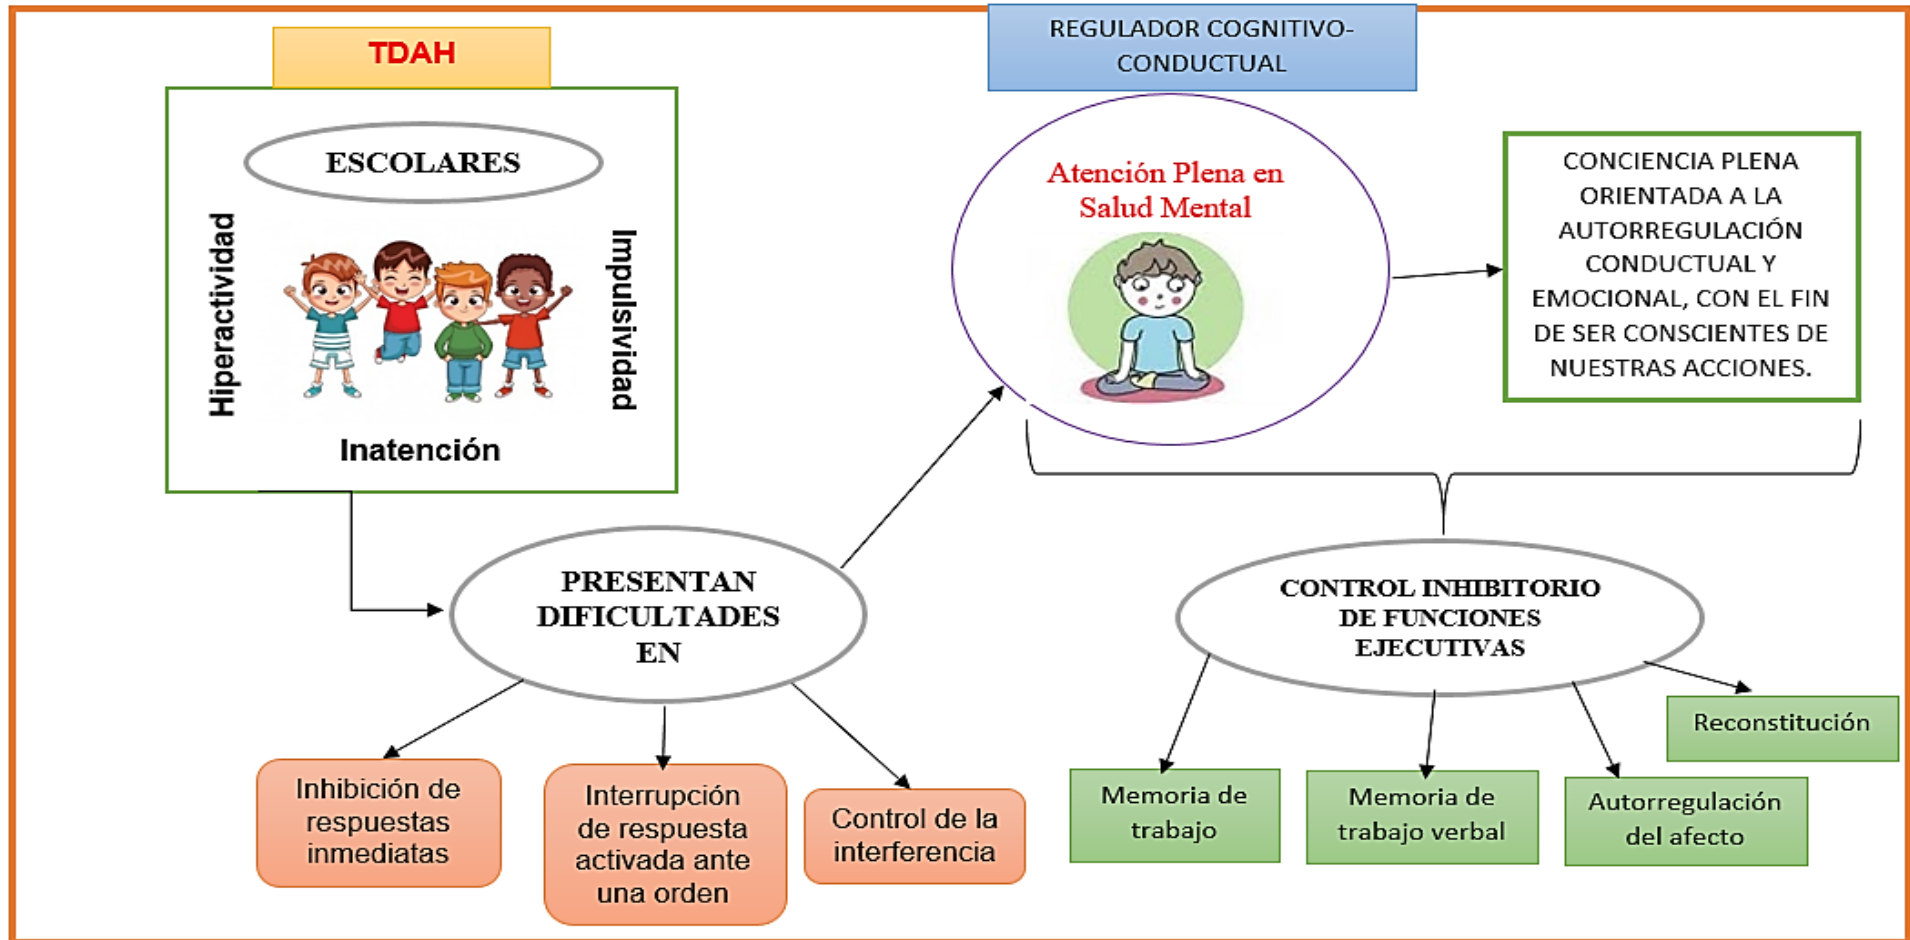 TDAH
ESCOLARES
Hiperactividad
Impulsividad
Inatención
REGULADOR COGNITIVO-
CONDUCTUAL
Atención Plena en
Salud Mental
CONCIENCIA PLENA
ORIENTADA A LA
AUTORREGULACIÓN
CONDUCTUAL Y
EMOCIONAL, CON EL FIN
DE SER CONSCIENTES DE
NUESTRAS ACCIONES.
PRESENTAN
DIFICULTADES
EN
Inhibición de
respuestas
inmediatas
Interrupción
de respuesta
activada ante
una orden
Control de la
interferencia
CONTROL INHIBITORIO
DE FUNCIONES
EJECUTIVAS
Memoria de
trabajo
Memoria de
trabajo verbal
Autorregulación
del afecto
Reconstitución